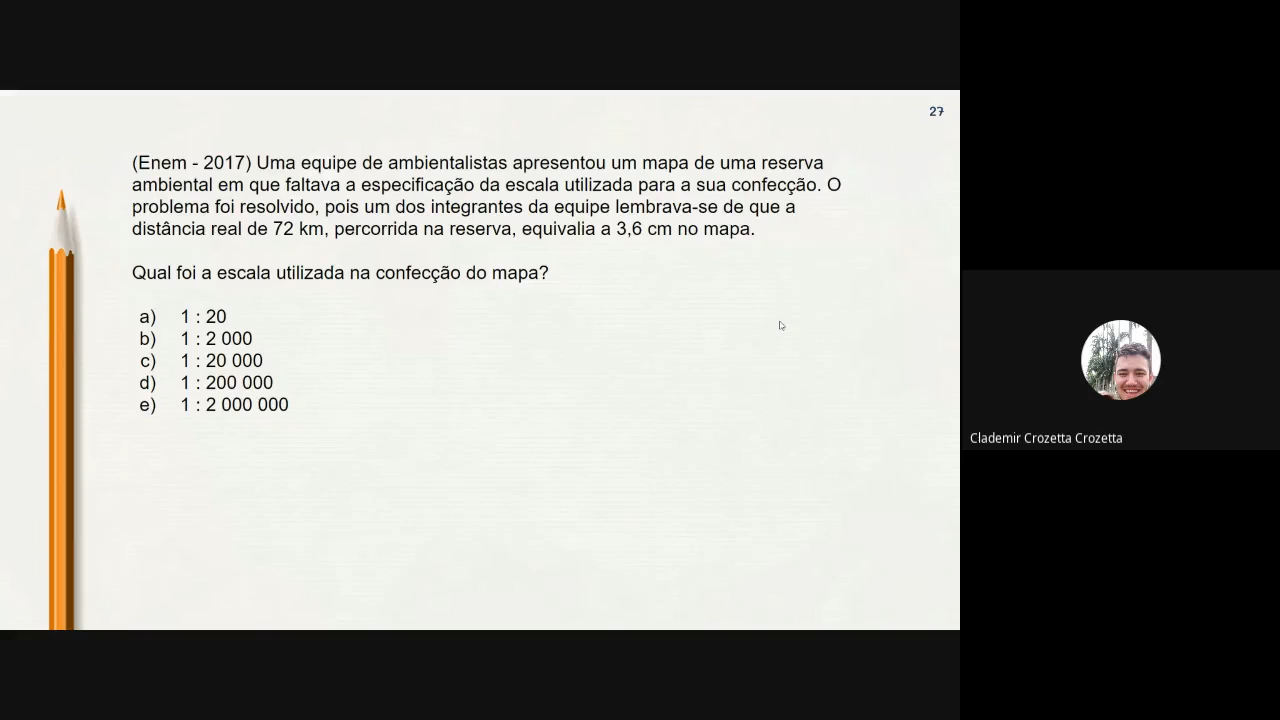 27
(Enem - 2017) Uma equipe de ambientalistas apresentou um mapa de uma reserva
ambiental em que faltava a especificação da escala utilizada para a sua confecção. O
problema foi resolvido, pois um dos integrantes da equipe lembrava-se de que a
distância real de 72 km, percorrida na reserva, equivalia a 3,6 cm no mapa.
Qual foi a escala utilizada na confecção do mapa?
a) 1 : 20
b) 1 : 2 000
c) 1 : 20 000
d) 1 : 200 000
e) 1 : 2 000 000
Clademir Crozetta Crozetta